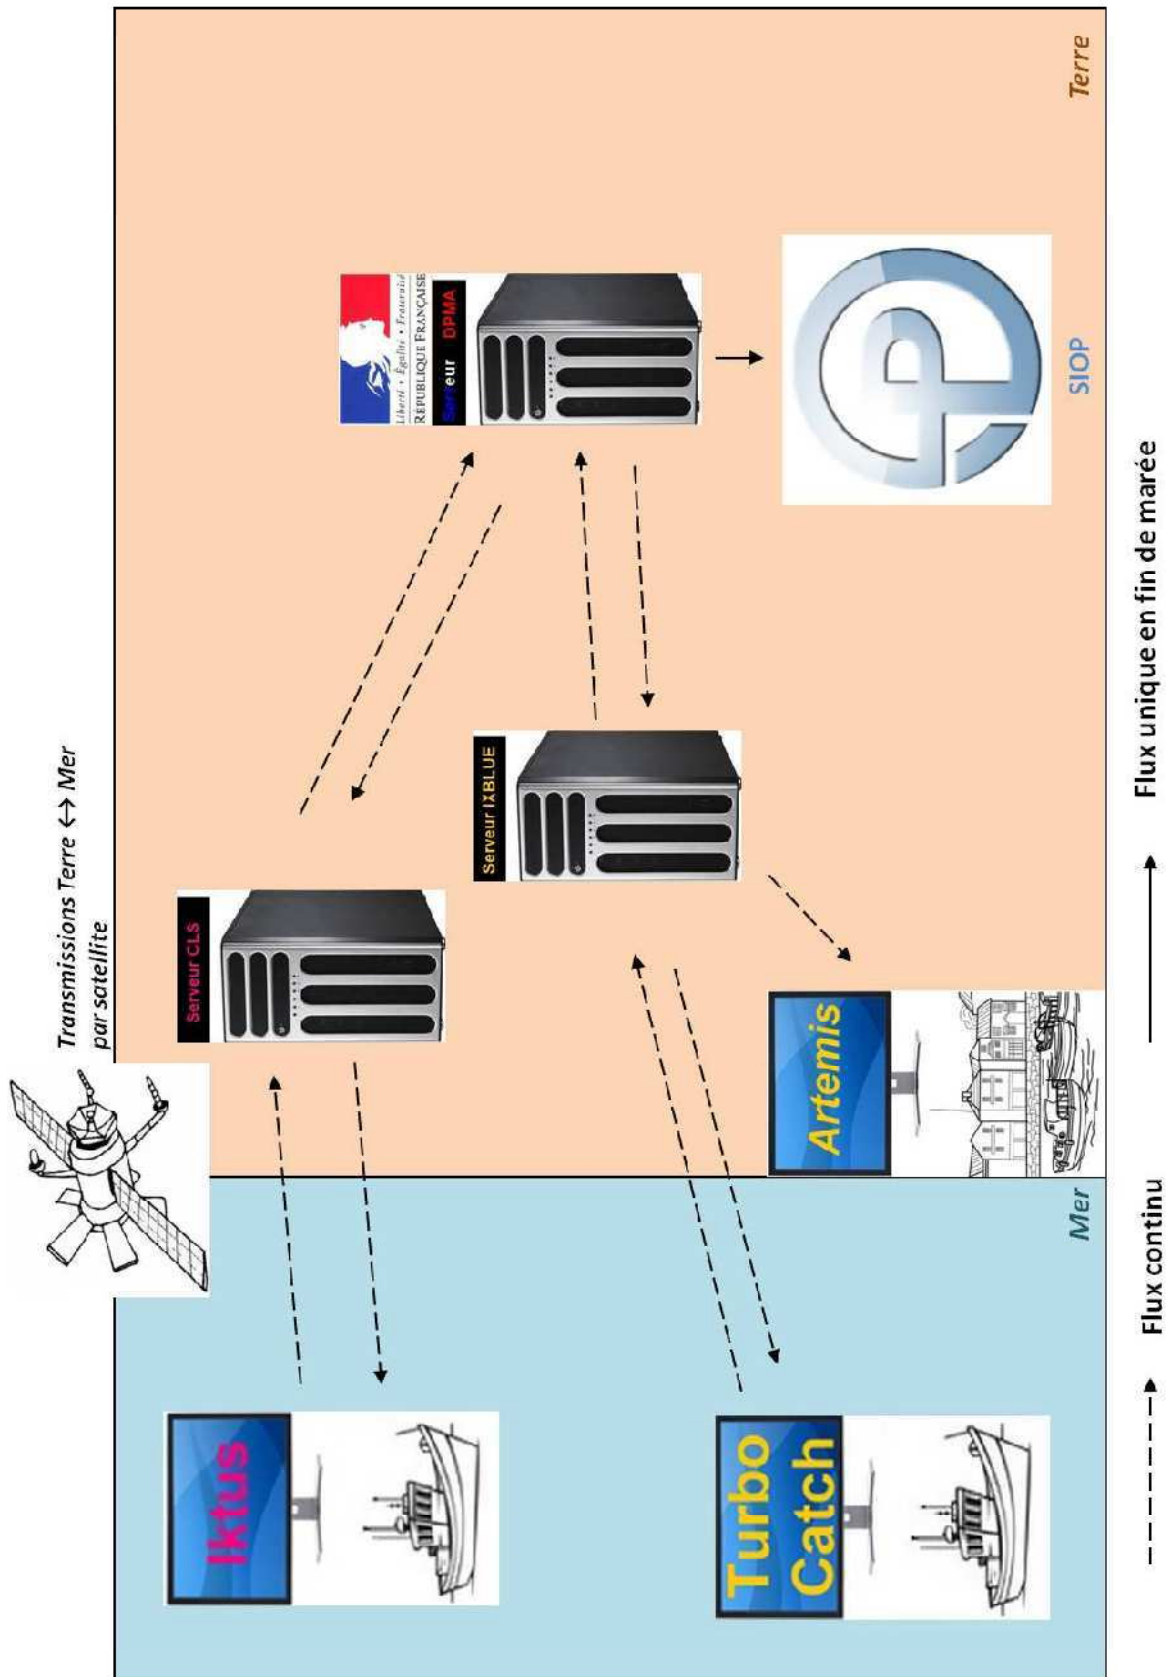 Transmissions Terre ↔ Mer
par satellite
Iktus
Serveur CLS
Liberté • Égalité • Fraternité
RÉPUBLIQUE FRANÇAISE
Serveur DPMA
Turbo
Catch
Serveur IXBLUE
Artemis
SIOP
Mer
Terre
Flux continu
Flux unique en fin de marée